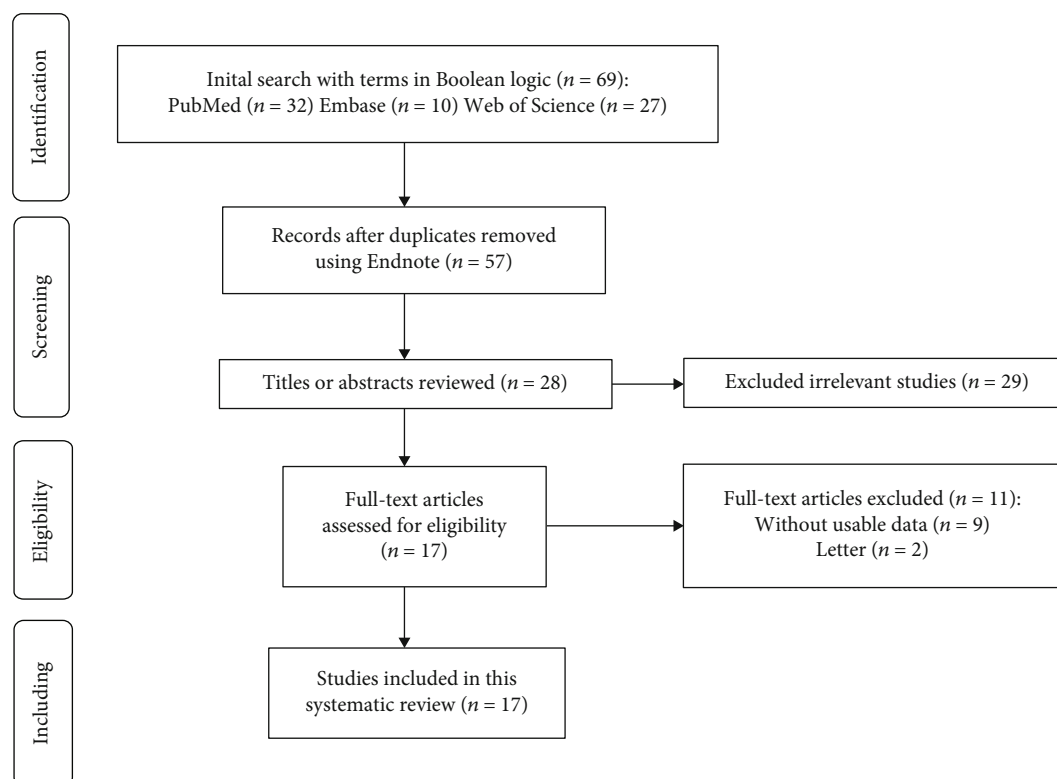 Identification
Inital search with terms in Boolean logic (n = 69):
PubMed (n = 32) Embase (n = 10) Web of Science (n = 27)
Screening
Records after duplicates removed
using Endnote (n = 57)
Titles or abstracts reviewed (n = 28)
Excluded irrelevant studies (n = 29)
Eligibility
Full-text articles
assessed for eligibility
(n = 17)
Full-text articles excluded (n = 11):
Without usable data (n = 9)
Letter (n = 2)
Including
Studies included in this
systematic review (n = 17)